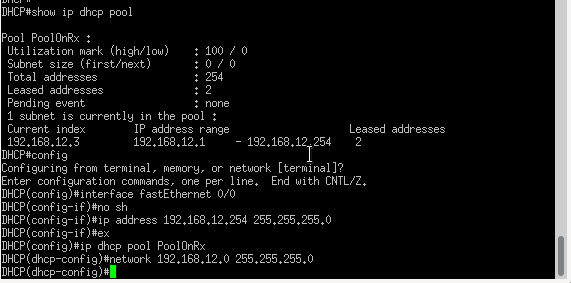 DHCP#
DHCP#show ip dhcp pool
Pool PoolOnRx :
Utilization mark (high/low) : 100 / 0
Subnet size (first/next) : 0 / 0
Total addresses : 254
Leased addresses : 2
Pending event : none
1 subnet is currently in the pool :
Current index IP address range Leased addresses
192.168.12.3 192.168.12.1 - 192.168.12.254 2
DHCP#config
Configuring from terminal, memory, or network [terminal]?
Enter configuration commands, one per line. End with CNTL/Z.
DHCP(config)#interface fastEthernet 0/0
DHCP(config-if)#no sh
DHCP(config-if)#ip address 192.168.12.254 255.255.255.0
DHCP(config-if)#ex
DHCP(config)#ip dhcp pool PoolOnRx
DHCP(dhcp-config)#network 192.168.12.0 255.255.255.0
DHCP(dhcp-config)#